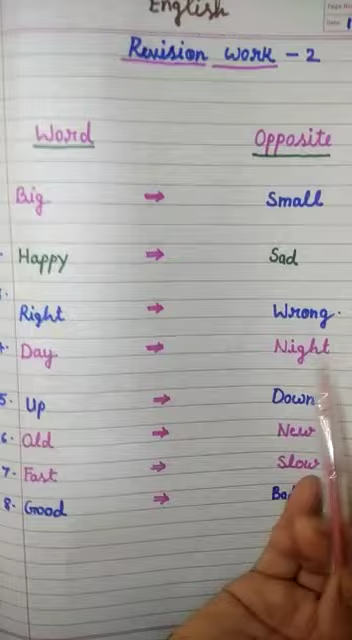 English
Revision Work - 2
Word Opposite
Big → Small
Happy → Sad
Right → Wrong.
4. Day → Night
5. Up → Down
6. Old → New
7. Fast → Slow
8. Good →